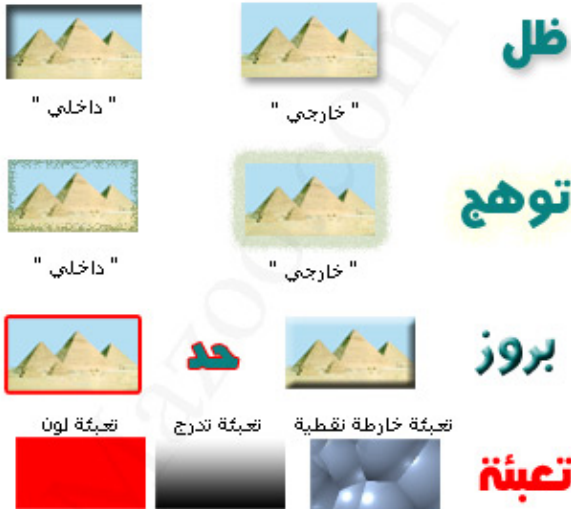 ظل
" خارجي "
" داخلي "
توهج
" خارجي "
" داخلي "
بروز
حد
تعبئة خارطة نقطية
تعبئة تدرج
تعبئة لون
تعبئة